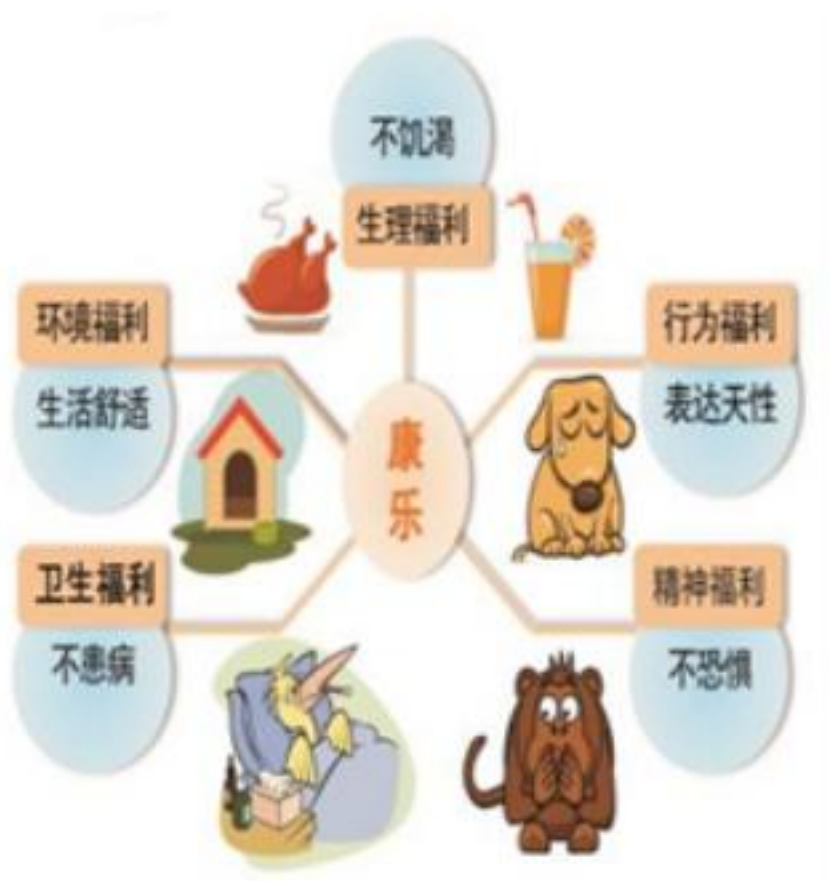 不饥渴
生理福利
环境福利
生活舒适
行为福利
表达天性
康
乐
卫生福利
不患病
精神福利
不恐惧